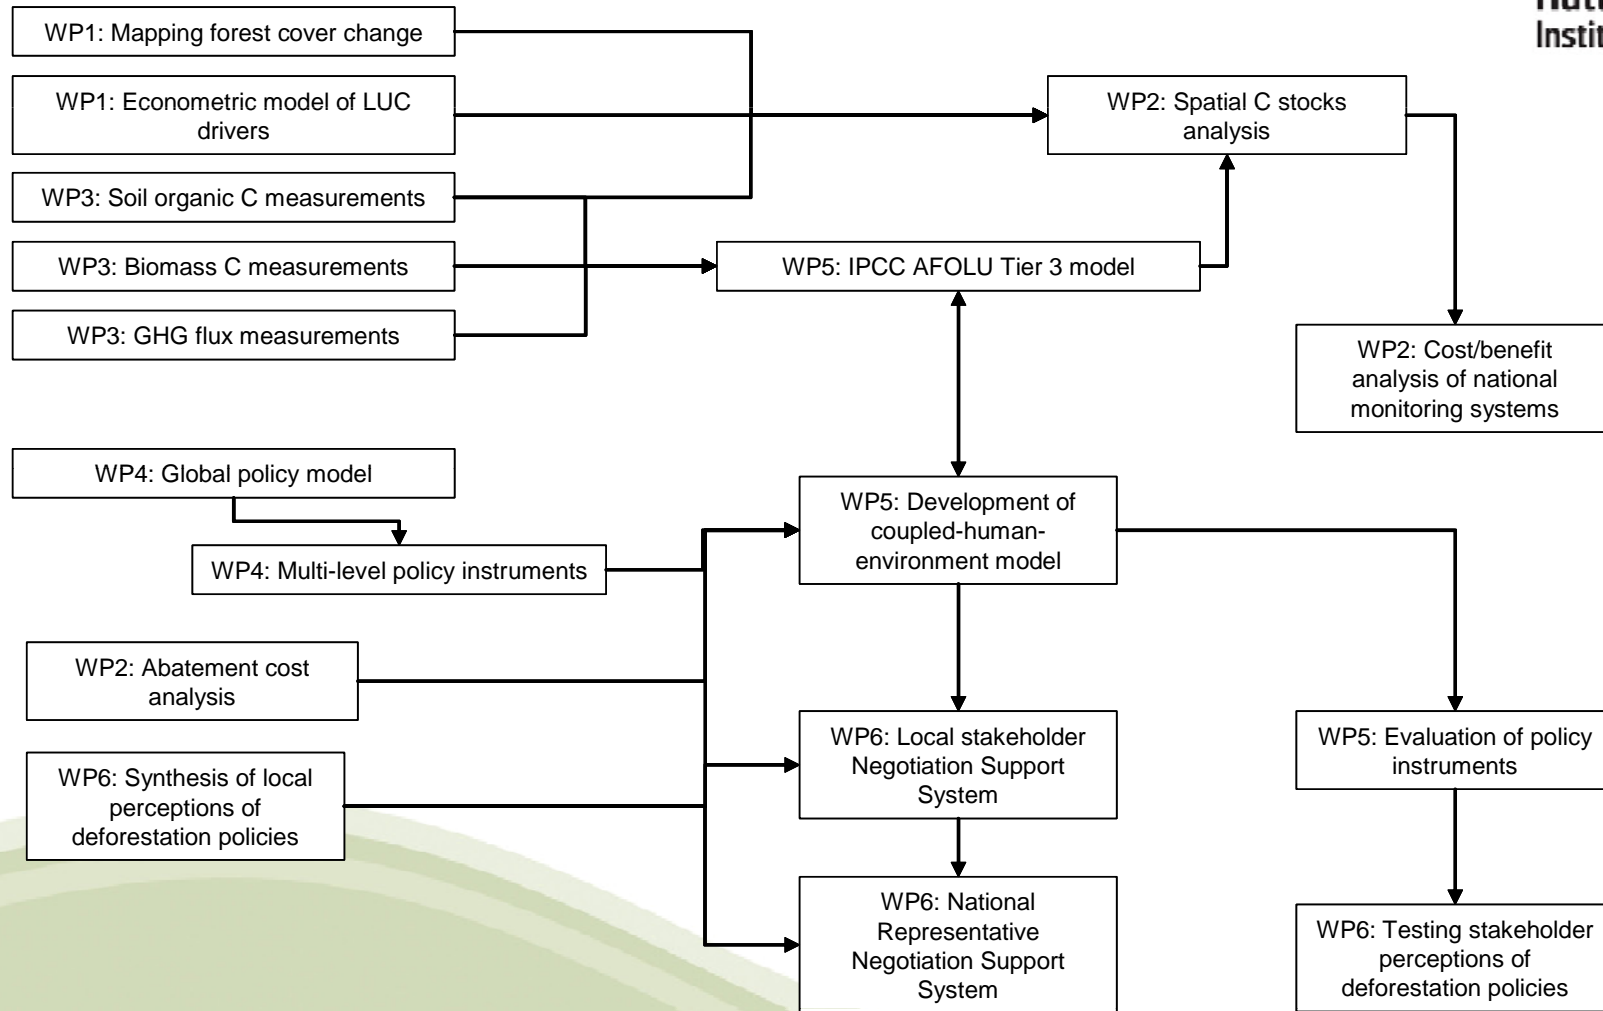 Institu
WP1: Mapping forest cover change
WP1: Econometric model of LUC
drivers
WP2: Spatial C stocks
analysis
WP3: Soil organic C measurements
WP3: Biomass C measurements
WP5: IPCC AFOLU Tier 3 model
WP3: GHG flux measurements
WP2: Cost/benefit
analysis of national
monitoring systems
WP4: Global policy model
WP5: Development of
coupled-human-
environment model
WP4: Multi-level policy instruments
WP2: Abatement cost
analysis
WP6: Local stakeholder
Negotiation Support
System
WP5: Evaluation of policy
instruments
WP6: Synthesis of local
perceptions of
deforestation policies
WP6: National
Representative
Negotiation Support
System
WP6: Testing stakeholder
perceptions of
deforestation policies